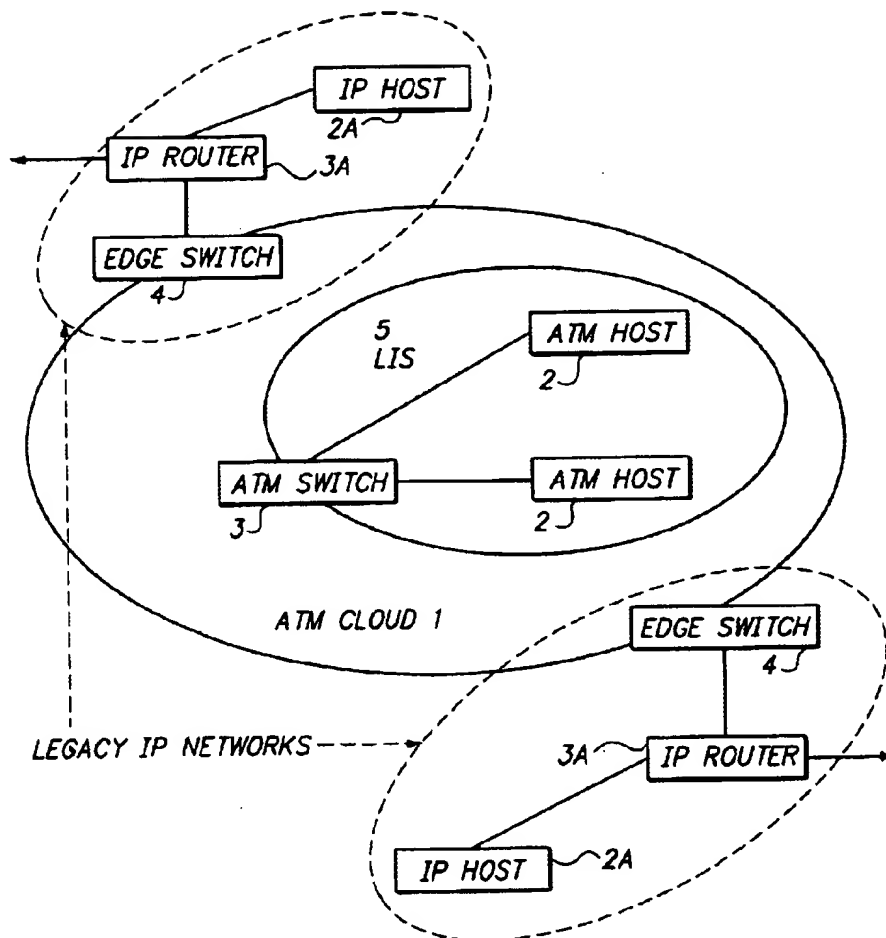 IP HOST
2A
IP ROUTER
3A
EDGE SWITCH
4
5
LIS
ATM HOST
2
ATM SWITCH
3
ATM HOST
2
ATM CLOUD 1
EDGE SWITCH
4
LEGACY IP NETWORKS
3A
IP ROUTER
IP HOST
2A